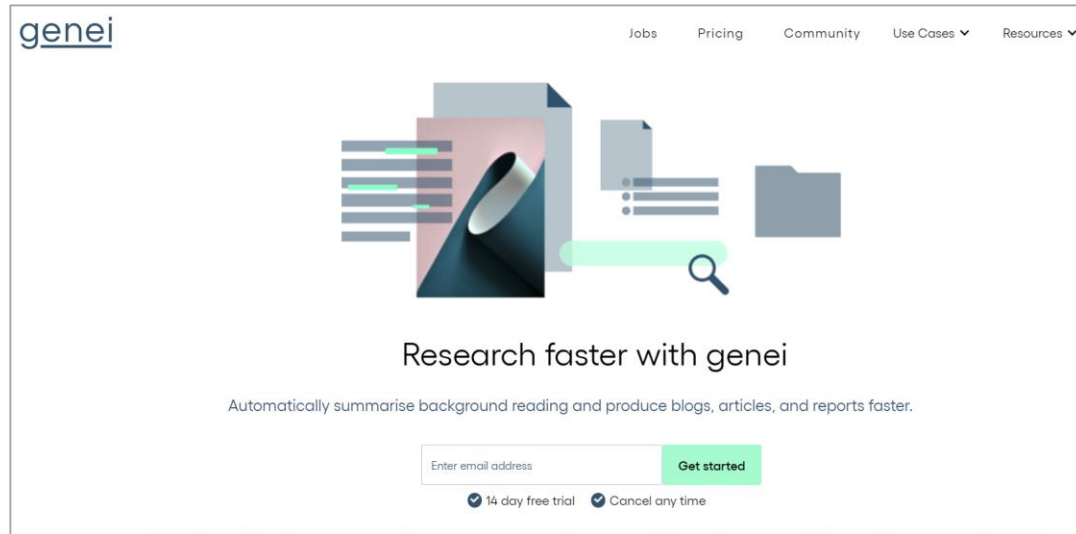 genei
Jobs Pricing Community Use Cases Resources
Research faster with genei
Automatically summarise background reading and produce blogs, articles, and reports faster.
Enter email address Get started
14 day free trial Cancel any time